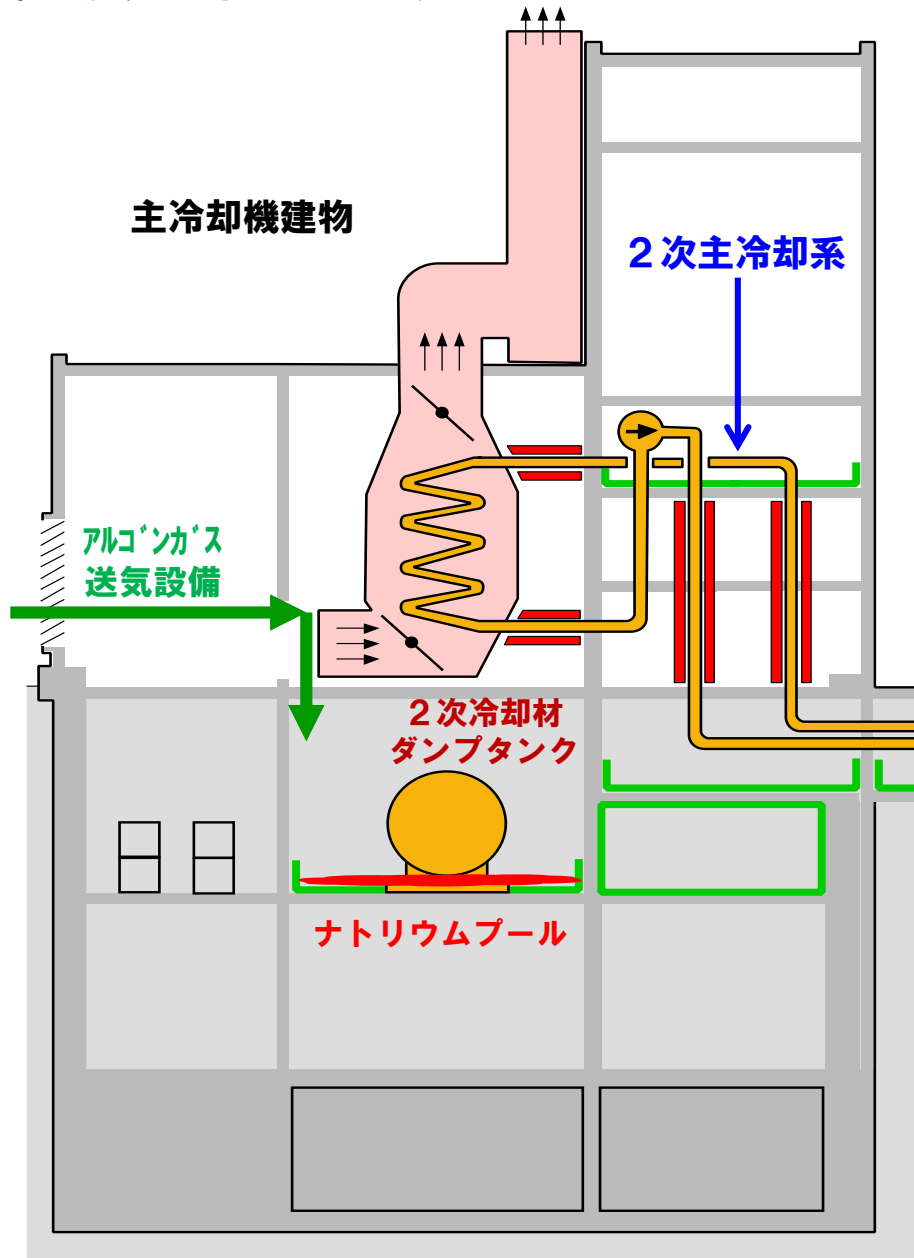 主冷却機建物
２次主冷却系
アルゴンガス
送気設備
２次冷却材
ダンプタンク
ナトリウムプール